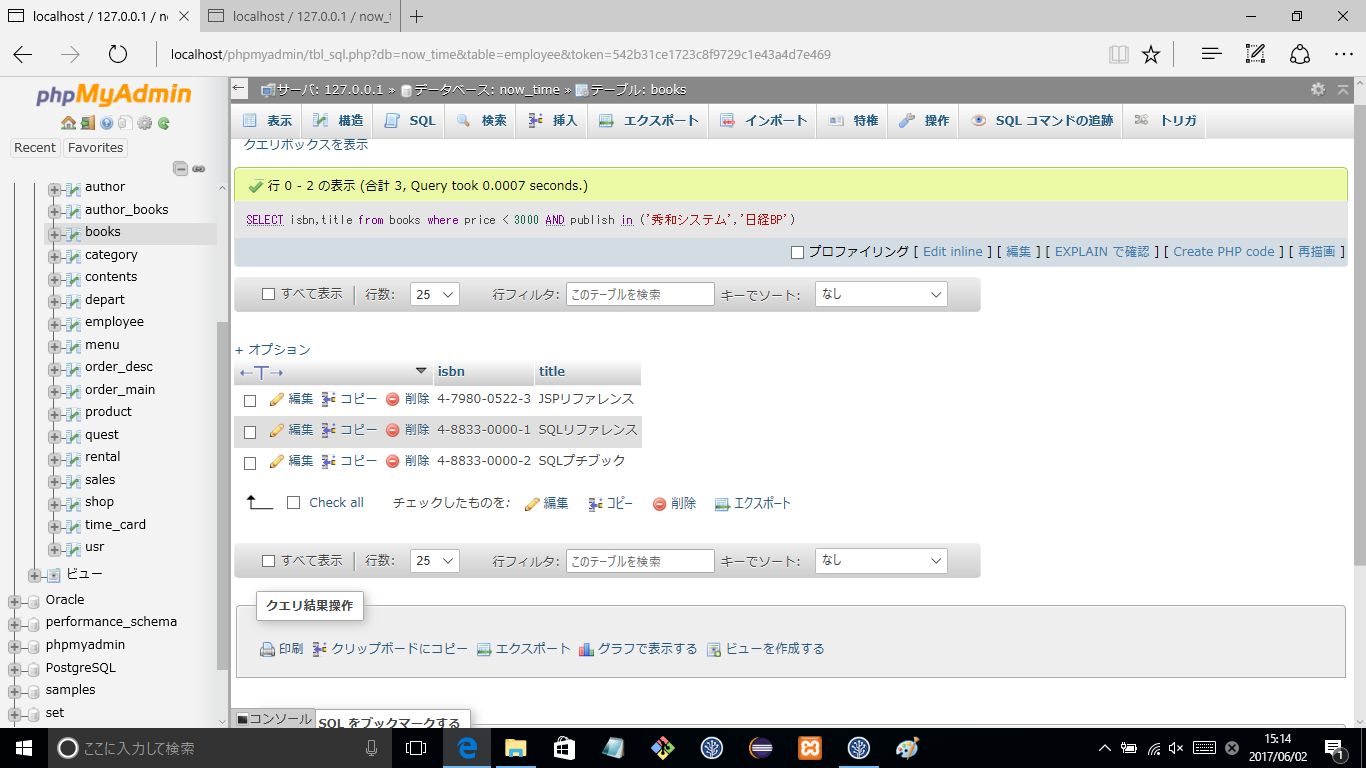 localhost / 127.0.0.1 / n
localhost / 127.0.0.1 / now_t
localhost/phpmyadmin/tbl_sql.php?db=now_time&table=employee&token=542b31ce1723c8f9729c1e43a4d7e469
phpMyAdmin
Recent Favorites
author
author_books
books
category
contents
depart
employee
menu
order_desc
order_main
product
quest
rental
sales
shop
time_card
usr
ビュー
Oracle
performance_schema
phpmyadmin
PostgreSQL
samples
set
サーバ: 127.0.0.1 » データベース: now_time » テーブル: books
表示 構造 SQL 検索 挿入 エクスポート インポート 特権 操作 SQL コマンドの追跡 トリガ
クエリボックスを表示
行 0 - 2 の表示 (合計 3, Query took 0.0007 seconds.)
SELECT isbn,title from books where price < 3000 AND publish in ('秀和システム','日経BP')
プロファイリング [ Edit inline ] [ 編集 ] [ EXPLAIN で確認 ] [ Create PHP code ] [ 再描画 ]
すべて表示 行数: 25 行フィルタ: このテーブルを検索 キーでソート: なし
+ オプション
←T→ isbn title
編集 コピー 削除 4-7980-0522-3 JSPリファレンス
編集 コピー 削除 4-8833-0000-1 SQLリファレンス
編集 コピー 削除 4-8833-0000-2 SQLプチブック
Check all チェックしたものを: 編集 コピー 削除 エクスポート
すべて表示 行数: 25 行フィルタ: このテーブルを検索 キーでソート: なし
クエリ結果操作
印刷 クリップボードにコピー エクスポート グラフで表示する ビューを作成する
コンソール SQL をブックマークする
ここに入力して検索
15:14
2017/06/02
1